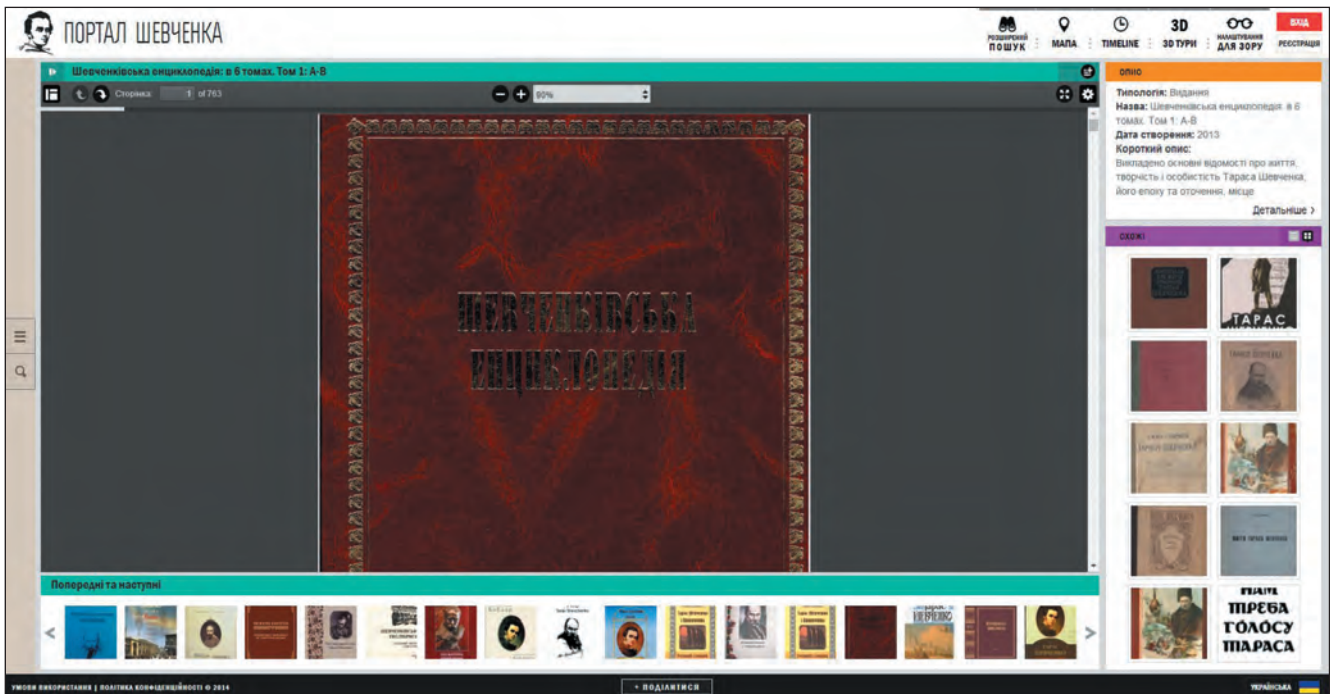 ПОРТАЛ ШЕВЧЕНКА
РОЗШИРЕНИЙ
ПОШУК
МАПА
TIMELINE
3D
3D ТУРИ
НАЛАШТУВАННЯ
ДЛЯ ЗОРУ
ВХІД
РЕЄСТРАЦІЯ
Шевченківська енциклопедія: в 6 томах. Том 1: А-В
Сторінка: 1 of 763
90%
ШЕВЧЕНКІВСЬКА
ЕНЦИКЛОПЕДІЯ
Попередні та наступні
ОПИС
Типологія: Видання
Назва: Шевченківська енциклопедія: в 6
томах. Том 1: А-В
Дата створення: 2013
Короткий опис:
Викладено основні відомості про життя,
творчість і особистість Тараса Шевченка,
його епоху та оточення, місце
Детальніше >
СХОЖІ
ТАРАС
НАМ
ТРЕБА
ГОЛОСУ
ТАРАСА
УМОВИ ВИКОРИСТАННЯ | ПОЛІТИКА КОНФІДЕНЦІЙНОСТІ © 2014
+ ПОДІЛИТИСЯ
УКРАЇНСЬКА